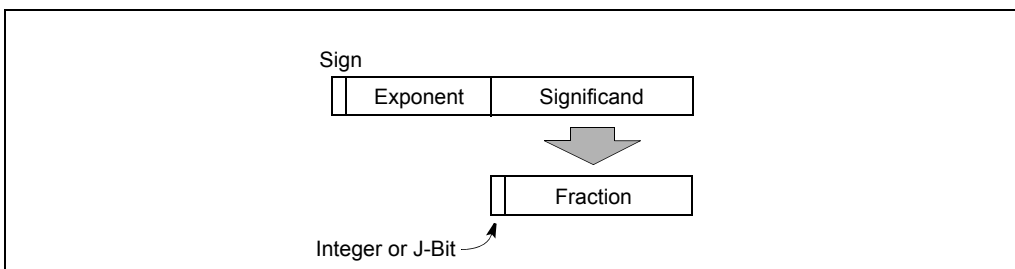 Sign
Exponent Significand
Fraction
Integer or J-Bit